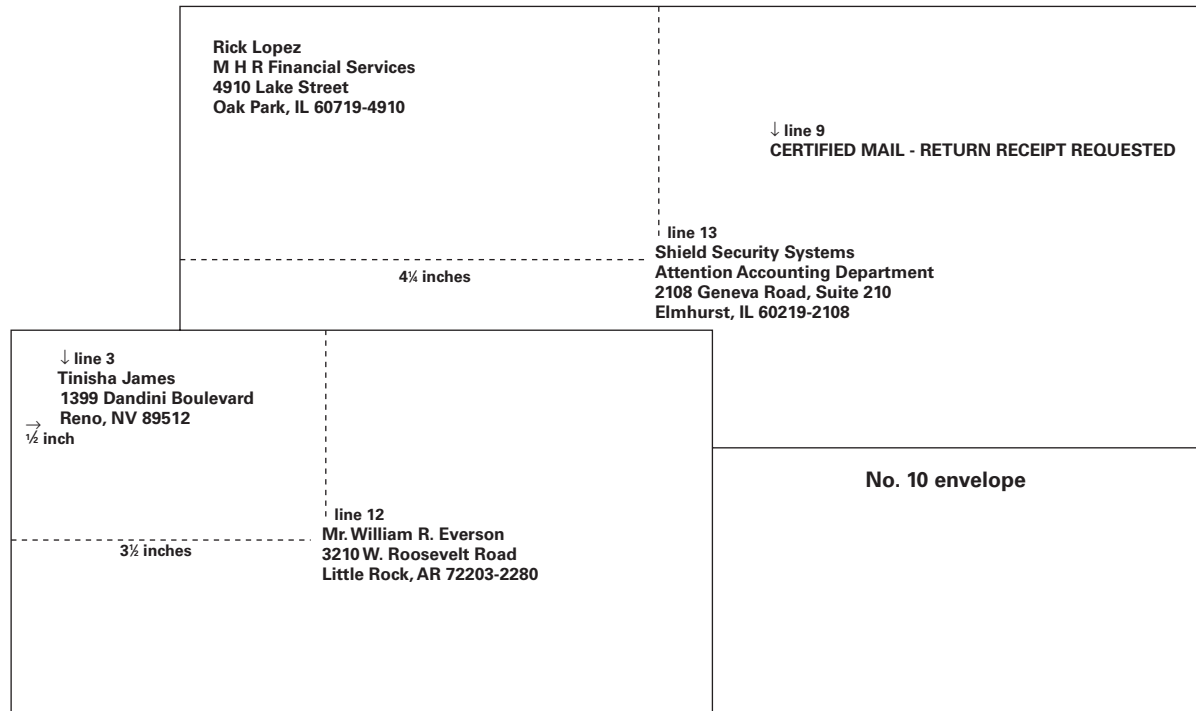 Rick Lopez
M H R Financial Services
4910 Lake Street
Oak Park, IL 60719-4910
↓ line 9
CERTIFIED MAIL - RETURN RECEIPT REQUESTED
line 13
Shield Security Systems
Attention Accounting Department
2108 Geneva Road, Suite 210
Elmhurst, IL 60219-2108
4¼ inches
↓ line 3
Tinisha James
1399 Dandini Boulevard
Reno, NV 89512
→
½ inch
line 12
Mr. William R. Everson
3210 W. Roosevelt Road
Little Rock, AR 72203-2280
3½ inches
No. 10 envelope